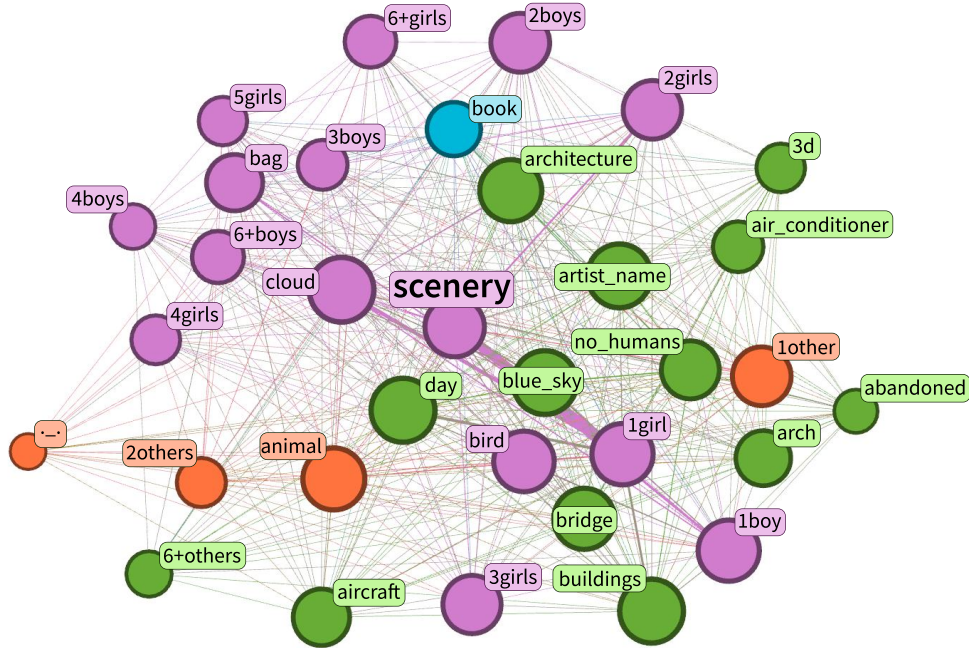 6+girls
2boys
2girls
5girls
book
3boys
3d
bag
architecture
4boys
air_conditioner
6+boys
cloud
scenery
artist_name
4girls
no_humans
1other
day
blue_sky
abandoned
·_·
2others
animal
bird
1girl
arch
bridge
1boy
6+others
aircraft
3girls
buildings